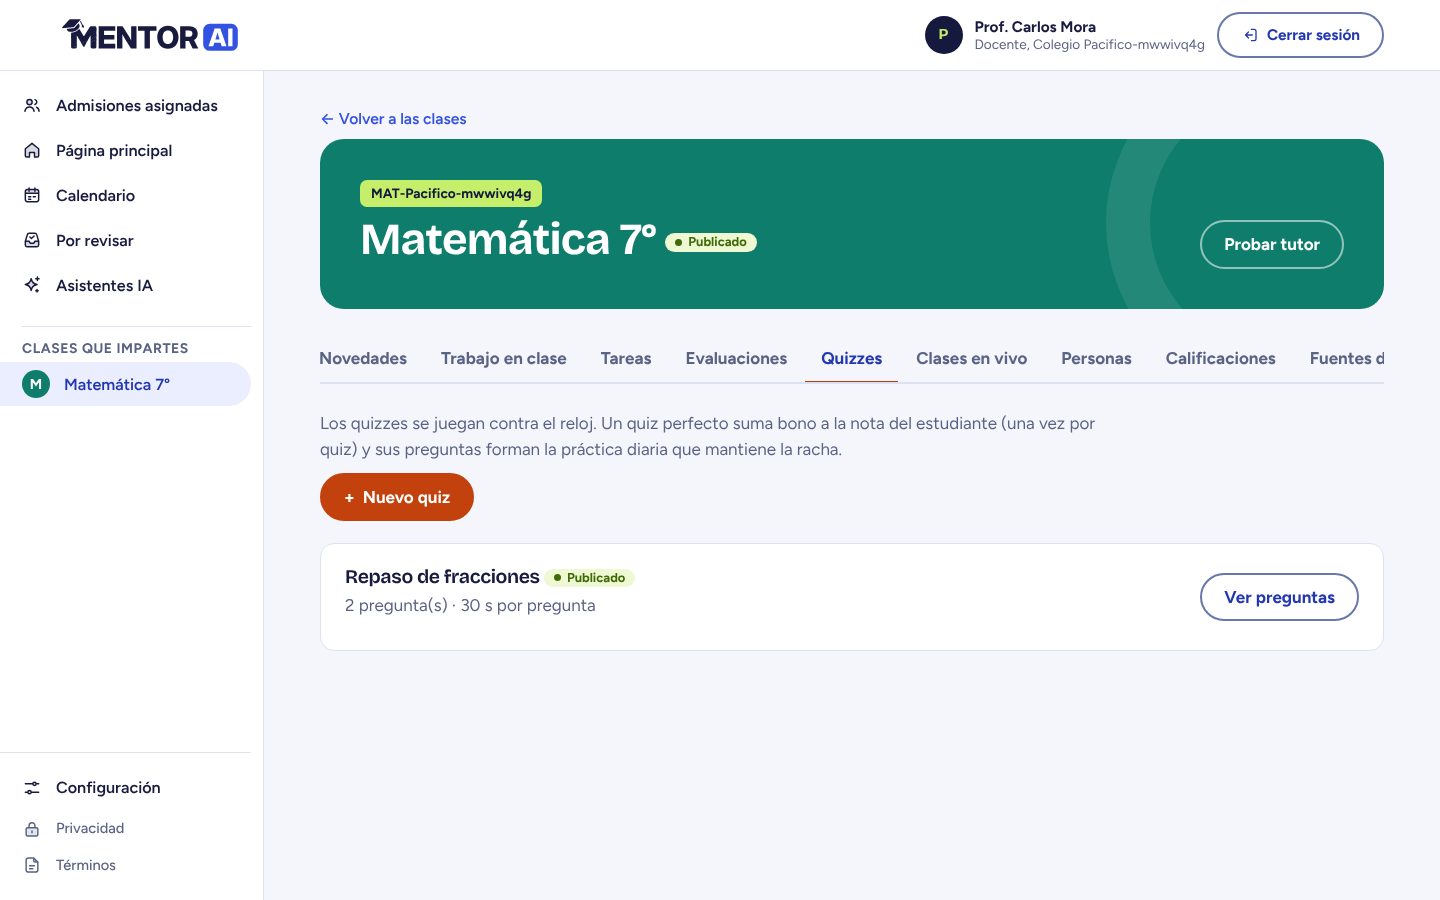 MENTOR AI
P
Prof. Carlos Mora
Docente, Colegio Pacifico-mwwivq4g
Cerrar sesión
Admisiones asignadas
Página principal
Calendario
Por revisar
Asistentes IA
CLASES QUE IMPARTES
M
Matemática 7°
Configuración
Privacidad
Términos
← Volver a las clases
MAT-Pacifico-mwwivq4g
Matemática 7° Publicado
Probar tutor
Novedades Trabajo en clase Tareas Evaluaciones Quizzes Clases en vivo Personas Calificaciones Fuentes d
Los quizzes se juegan contra el reloj. Un quiz perfecto suma bono a la nota del estudiante (una vez por
quiz) y sus preguntas forman la práctica diaria que mantiene la racha.
+ Nuevo quiz
Repaso de fracciones Publicado
2 pregunta(s) · 30 s por pregunta
Ver preguntas